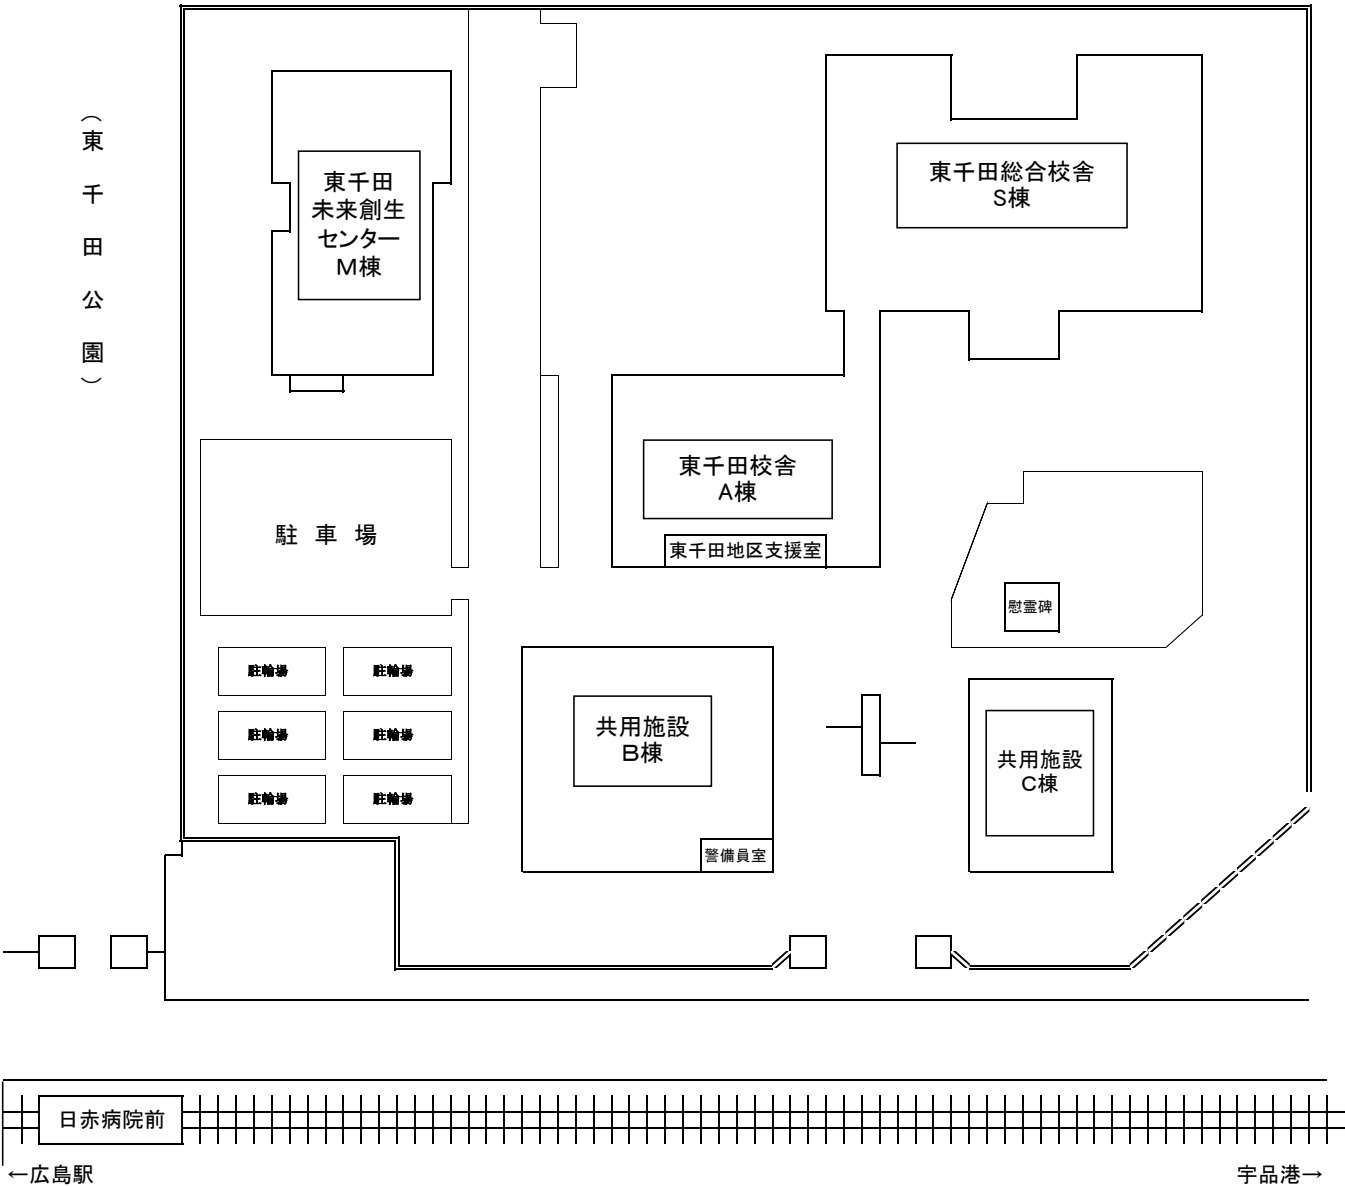 （東千田公園）
東千田
未来創生
センター
M棟
東千田総合校舎
S棟
東千田校舎
A棟
東千田地区支援室
駐 車 場
慰霊碑
駐輪場
駐輪場
駐輪場
駐輪場
駐輪場
駐輪場
共用施設
B棟
警備員室
共用施設
C棟
日赤病院前
←広島駅
宇品港→